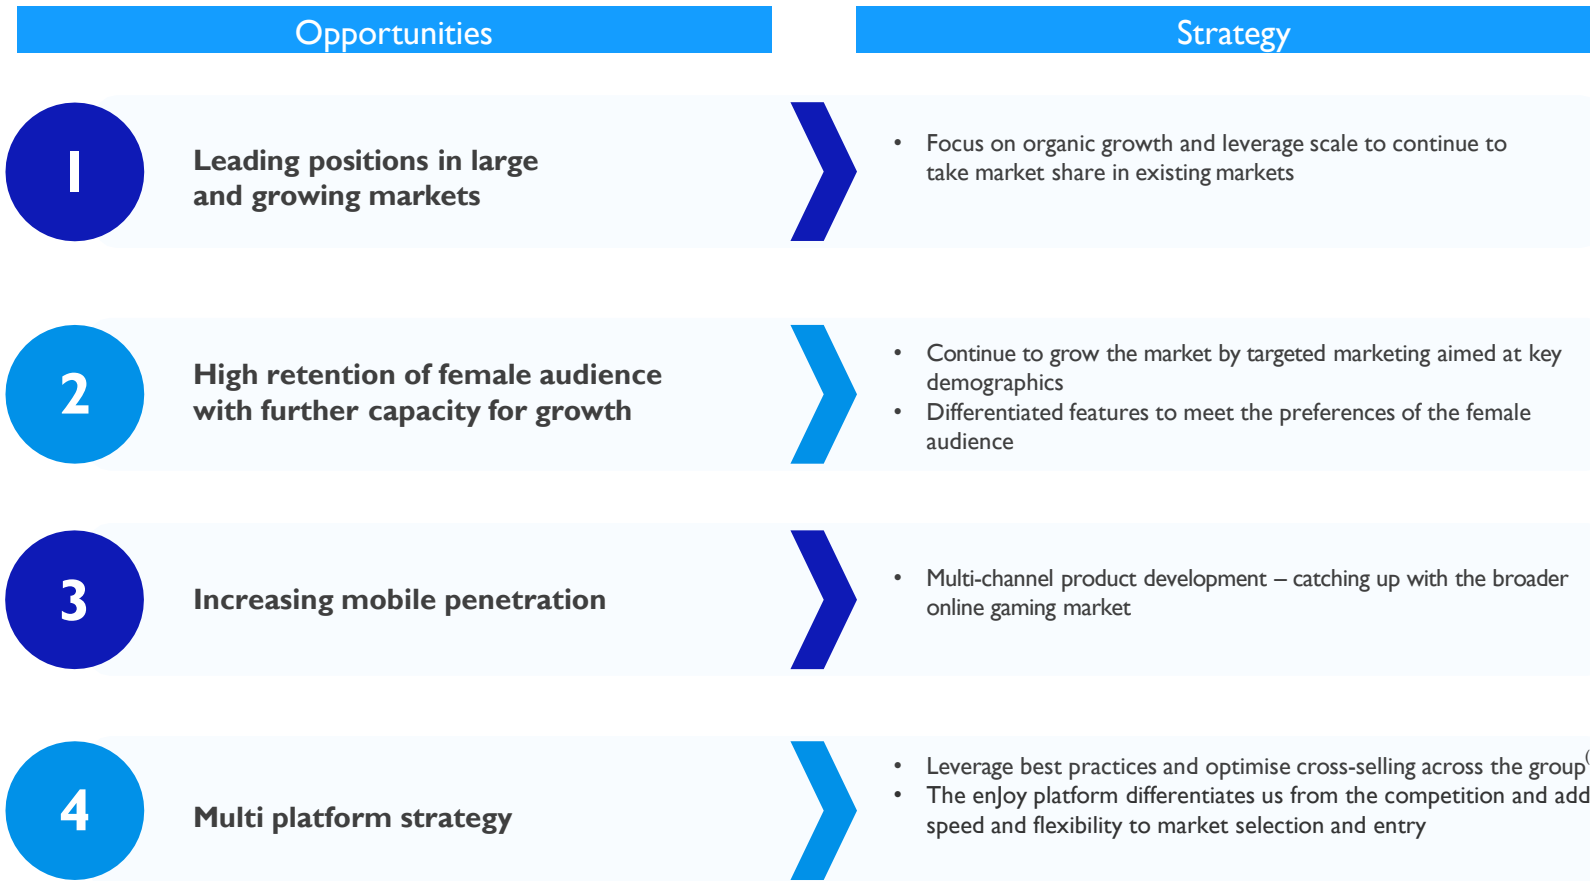 Opportunities
Strategy
1
Leading positions in large
and growing markets
• Focus on organic growth and leverage scale to continue to
take market share in existing markets
2
High retention of female audience
with further capacity for growth
• Continue to grow the market by targeted marketing aimed at key
demographics
• Differentiated features to meet the preferences of the female
audience
3
Increasing mobile penetration
• Multi-channel product development – catching up with the broader
online gaming market
4
Multi platform strategy
• Leverage best practices and optimise cross-selling across the group(
• The enJoy platform differentiates us from the competition and add
speed and flexibility to market selection and entry